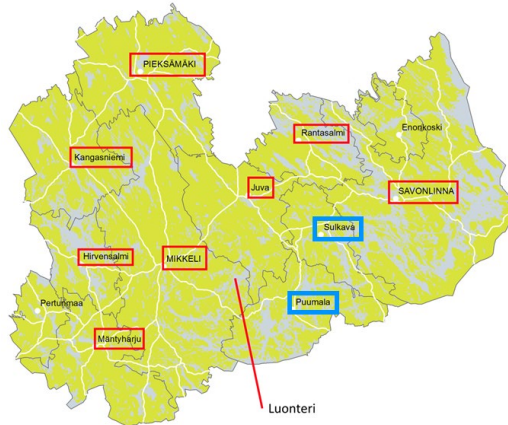 PIEKSÄMÄKI
Rantasalmi
Enonkoski
Kangasniemi
Juva
SAVONLINNA
Sulkava
Hirvensalmi
MIKKELI
Pertunmaa
Puumala
Mäntyharju
Luonteri